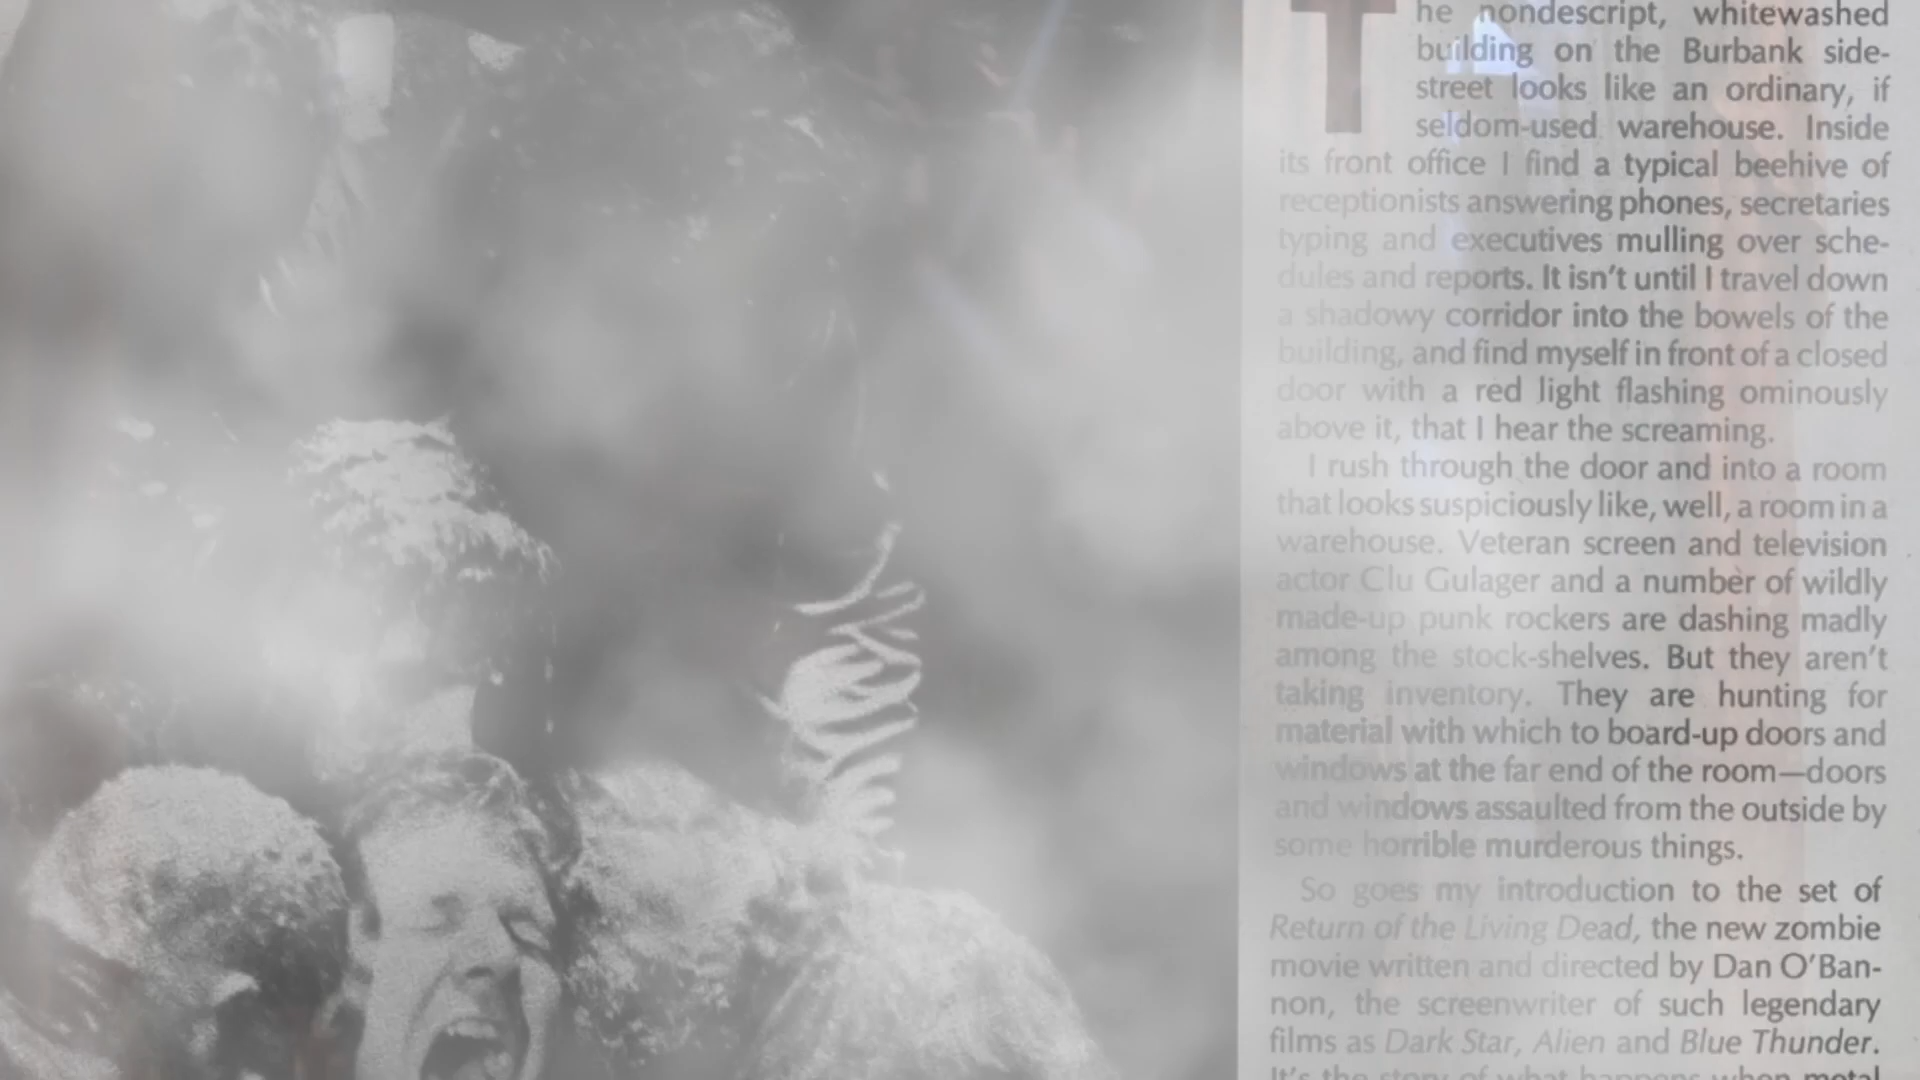 The nondescript, whitewashed
building on the Burbank side-
street looks like an ordinary, if
seldom-used warehouse. Inside
its front office I find a typical beehive of
receptionists answering phones, secretaries
typing and executives mulling over sche-
dules and reports. It isn't until I travel down
a shadowy corridor into the bowels of the
building, and find myself in front of a closed
door with a red light flashing ominously
above it, that I hear the screaming.
I rush through the door and into a room
that looks suspiciously like, well, a room in a
warehouse. Veteran screen and television
actor Clu Gulager and a number of wildly
made-up punk rockers are dashing madly
among the stock-shelves. But they aren't
taking inventory. They are hunting for
material with which to board-up doors and
windows at the far end of the room—doors
and windows assaulted from the outside by
some horrible murderous things.
So goes my introduction to the set of
Return of the Living Dead, the new zombie
movie written and directed by Dan O'Ban-
non, the screenwriter of such legendary
films as Dark Star, Alien and Blue Thunder.
It's the story of what happens when metal